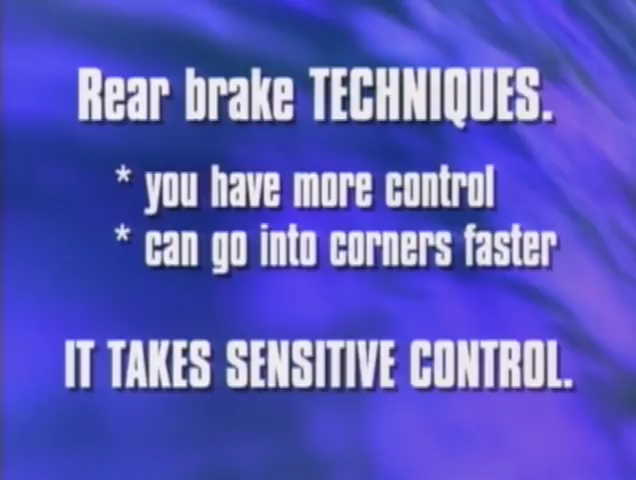 Rear brake TECHNIQUES.
* you have more control
* can go into corners faster
IT TAKES SENSITIVE CONTROL.